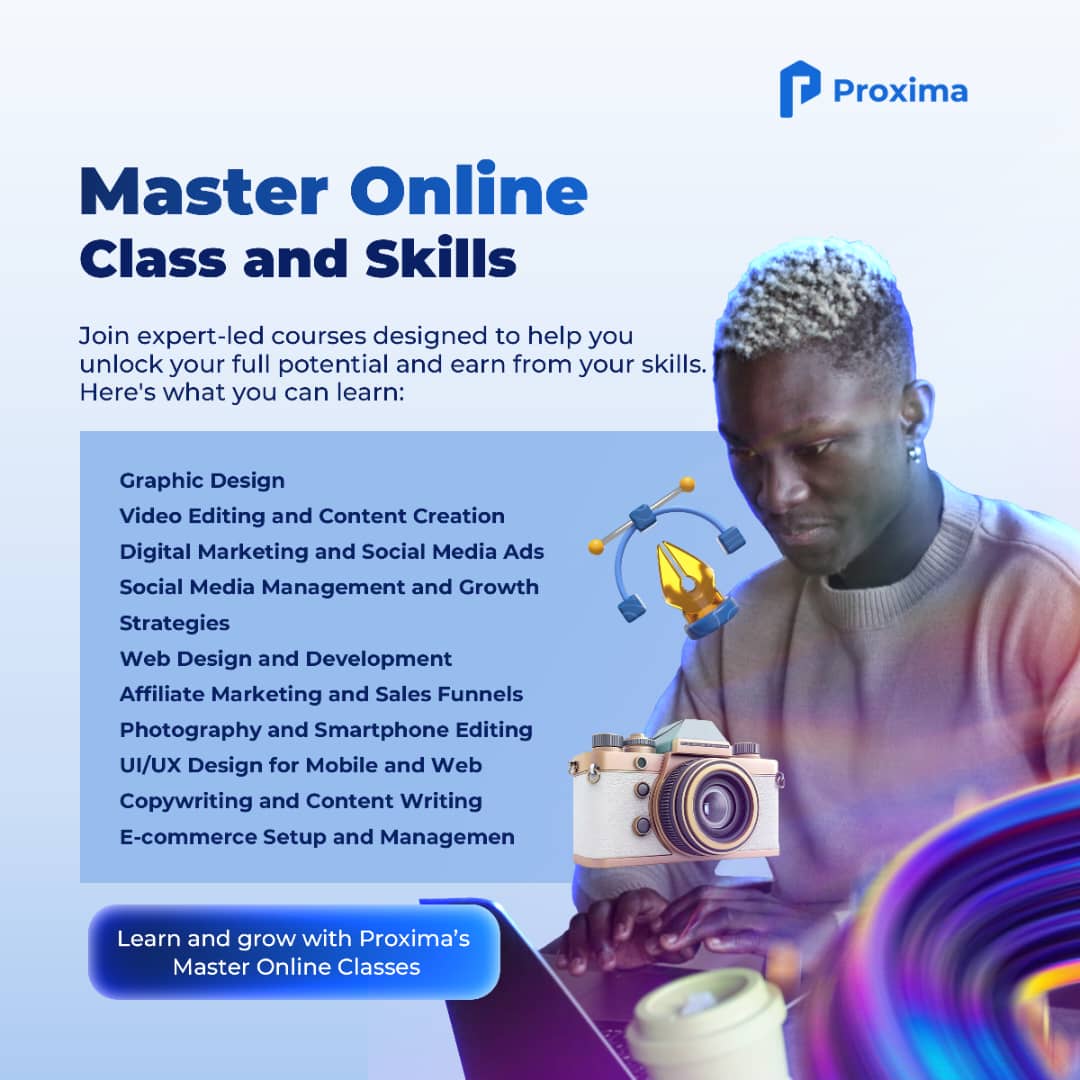 Proxima
Master Online
Class and Skills
Join expert-led courses designed to help you
unlock your full potential and earn from your skills.
Here's what you can learn:
Graphic Design
Video Editing and Content Creation
Digital Marketing and Social Media Ads
Social Media Management and Growth
Strategies
Web Design and Development
Affiliate Marketing and Sales Funnels
Photography and Smartphone Editing
UI/UX Design for Mobile and Web
Copywriting and Content Writing
E-commerce Setup and Managemen
Learn and grow with Proxima’s
Master Online Classes